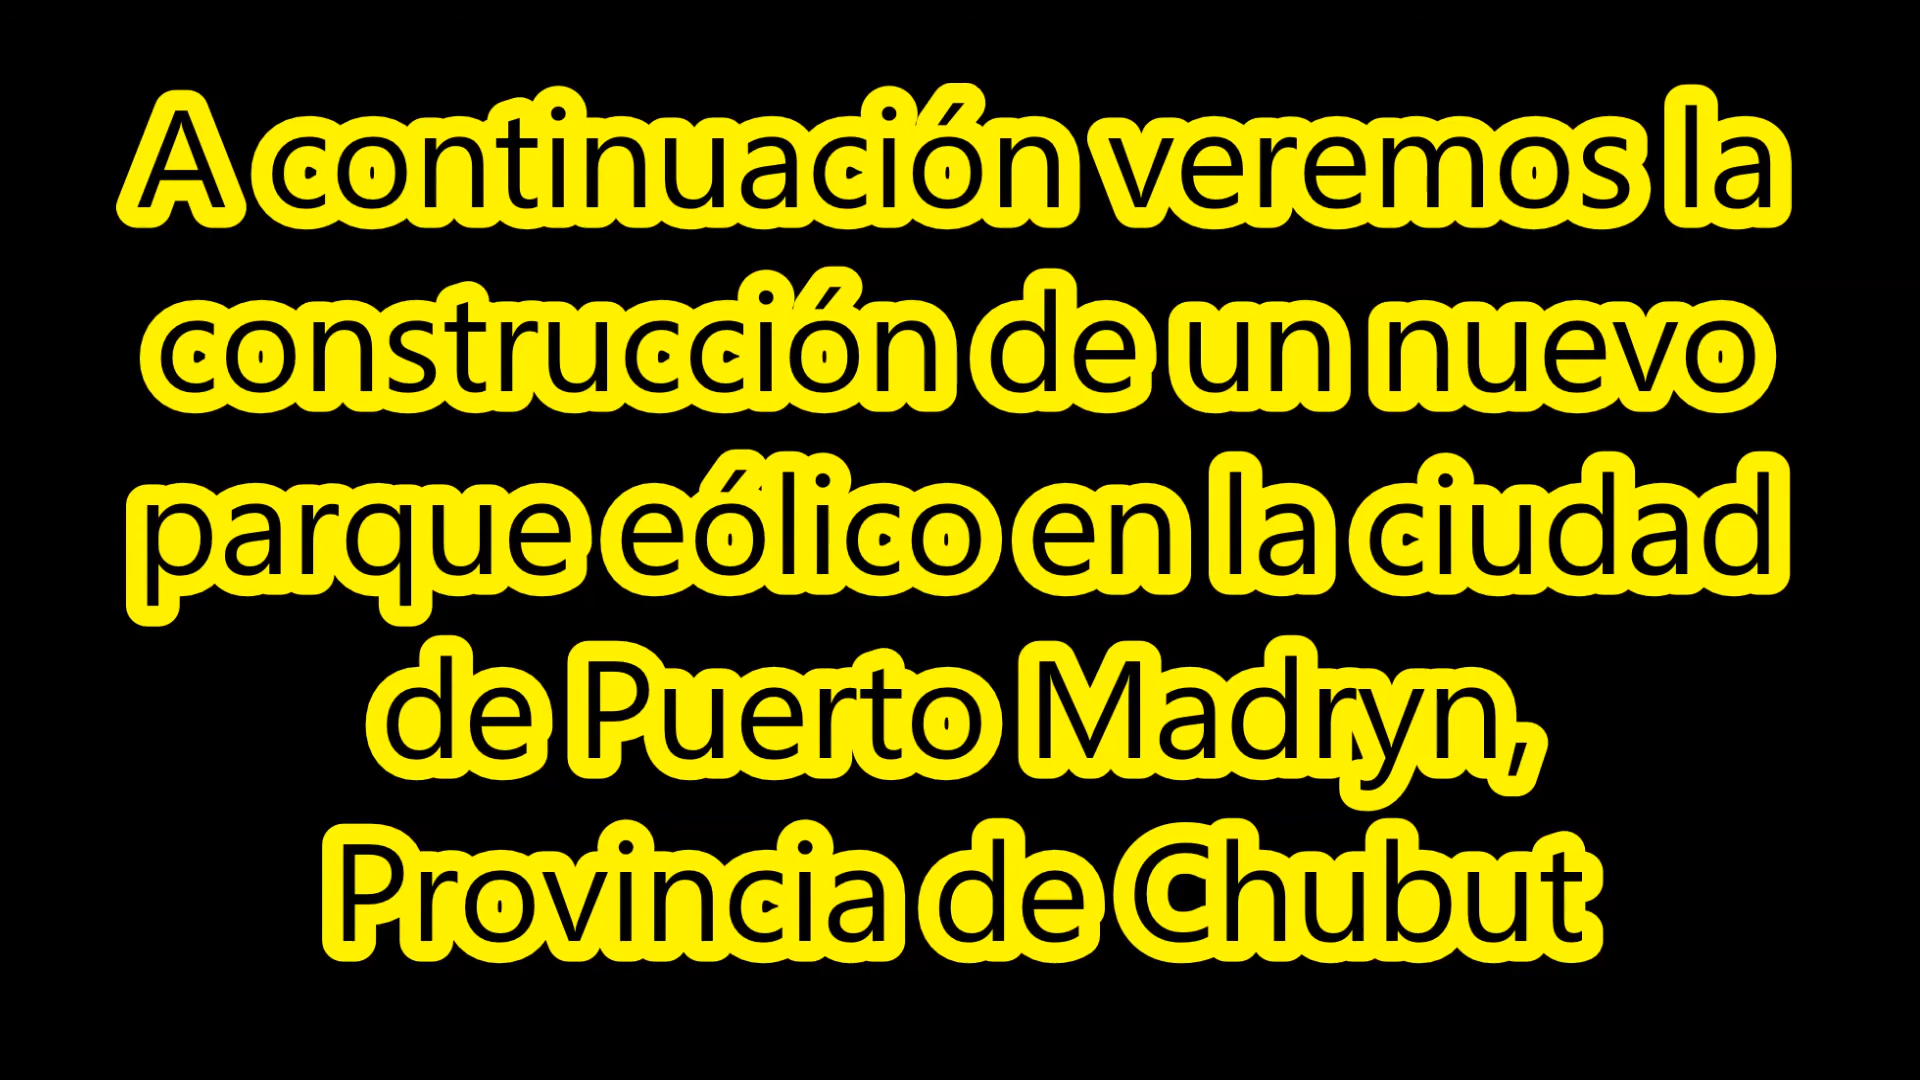 A continuación veremos la
construcción de un nuevo
parque eólico en la ciudad
de Puerto Madryn,
Provincia de Chubut